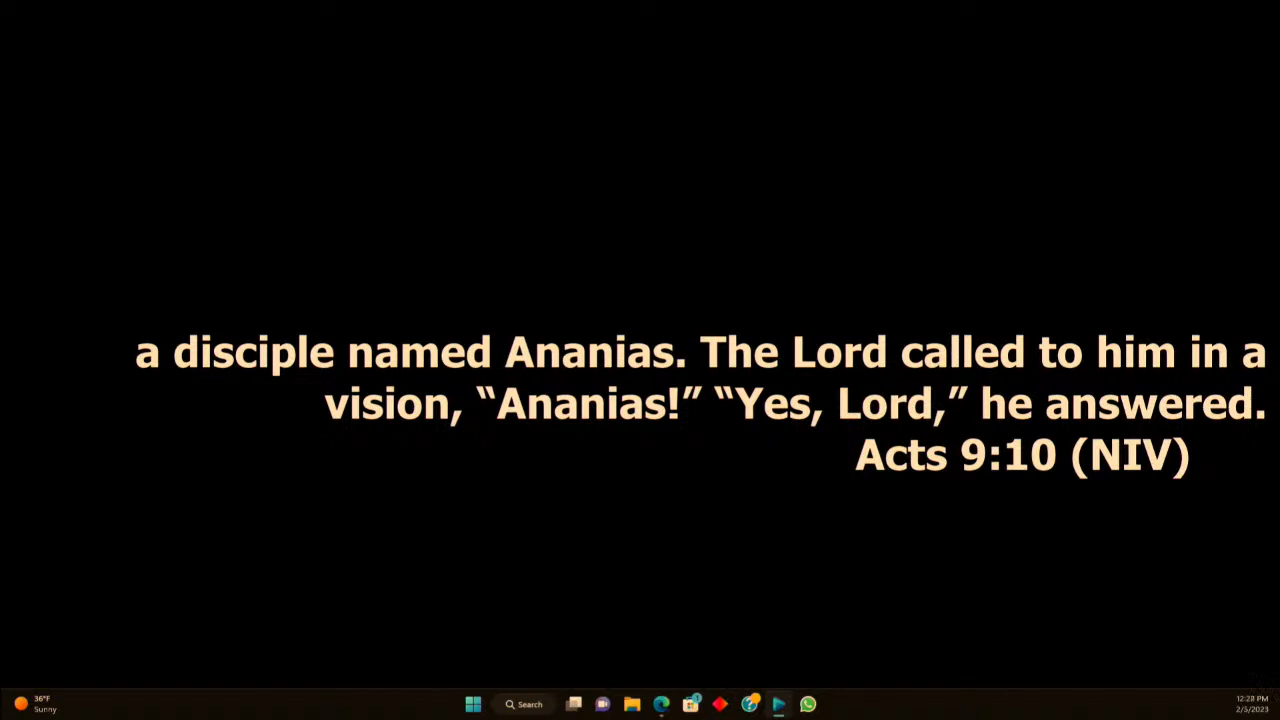 a disciple named Ananias. The Lord called to him in a
vision, “Ananias!” “Yes, Lord,” he answered.
Acts 9:10 (NIV)
36°F
Sunny
Search
12:28 PM
2/5/2023